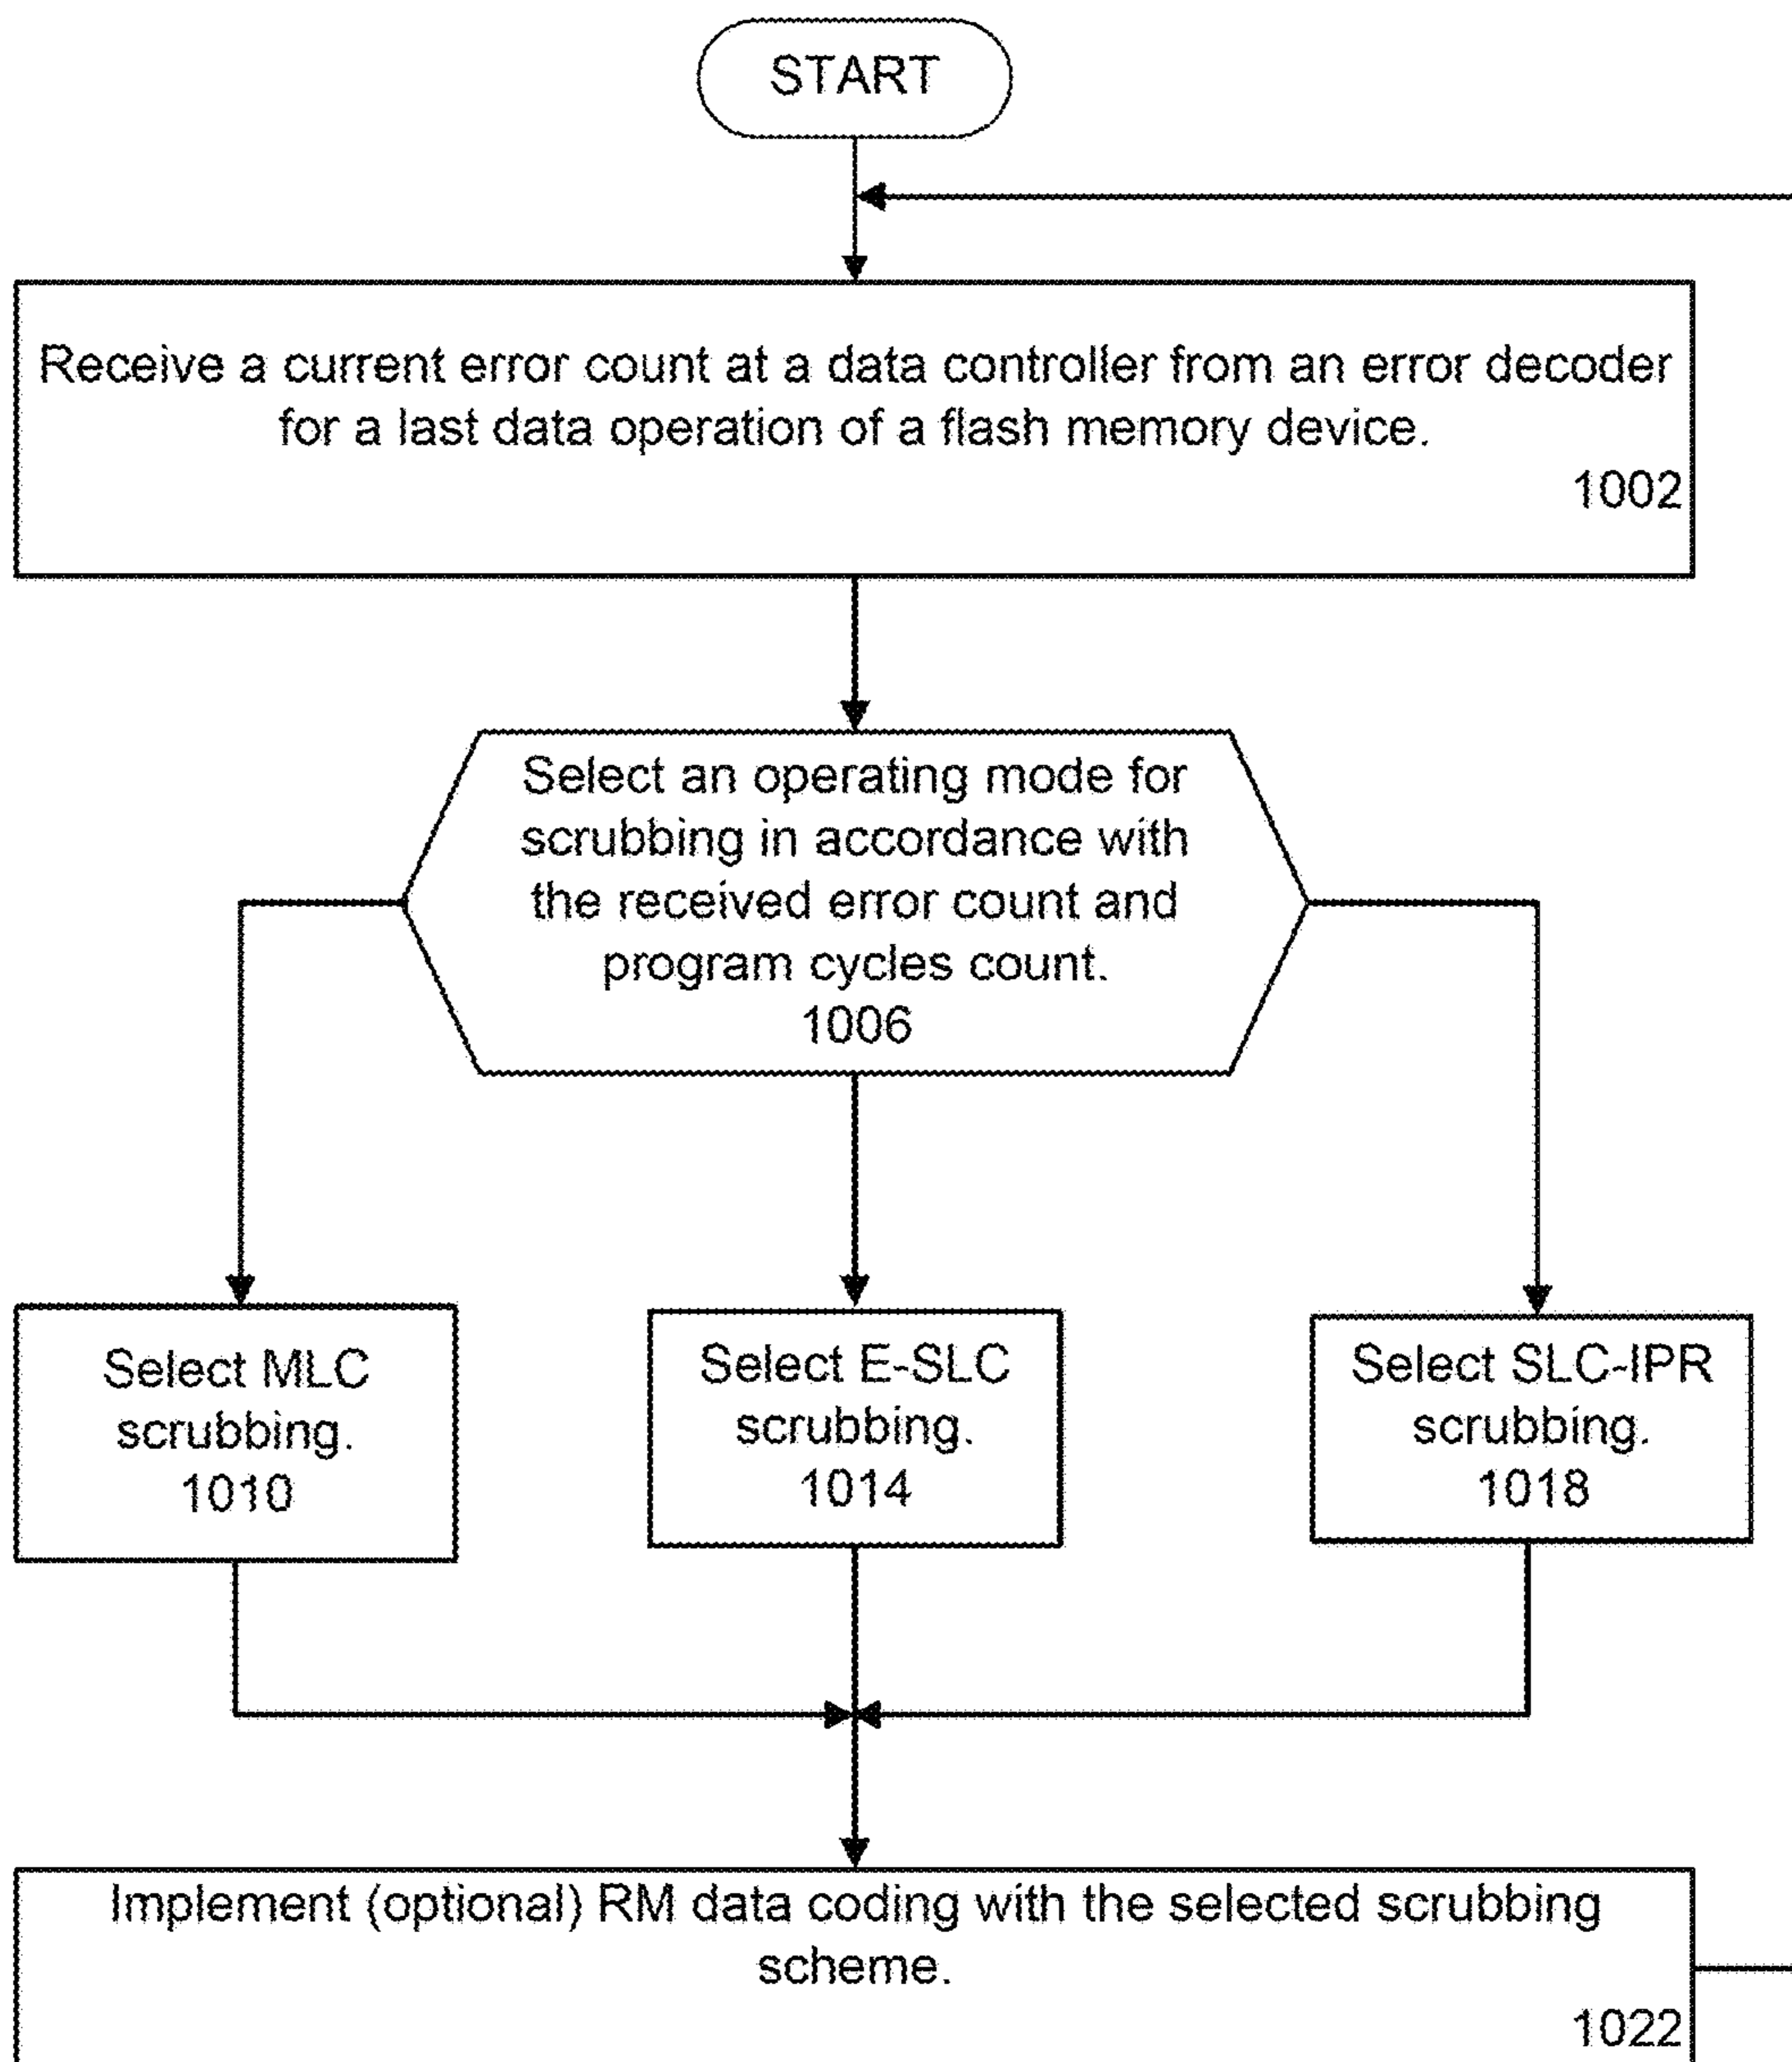 START
Receive a current error count at a data controller from an error decoder
for a last data operation of a flash memory device.
1002
Select an operating mode for
scrubbing in accordance with
the received error count and
program cycles count.
1006
Select MLC
scrubbing.
1010
Select E-SLC
scrubbing.
1014
Select SLC-IPR
scrubbing.
1018
Implement (optional) RM data coding with the selected scrubbing
scheme.
1022